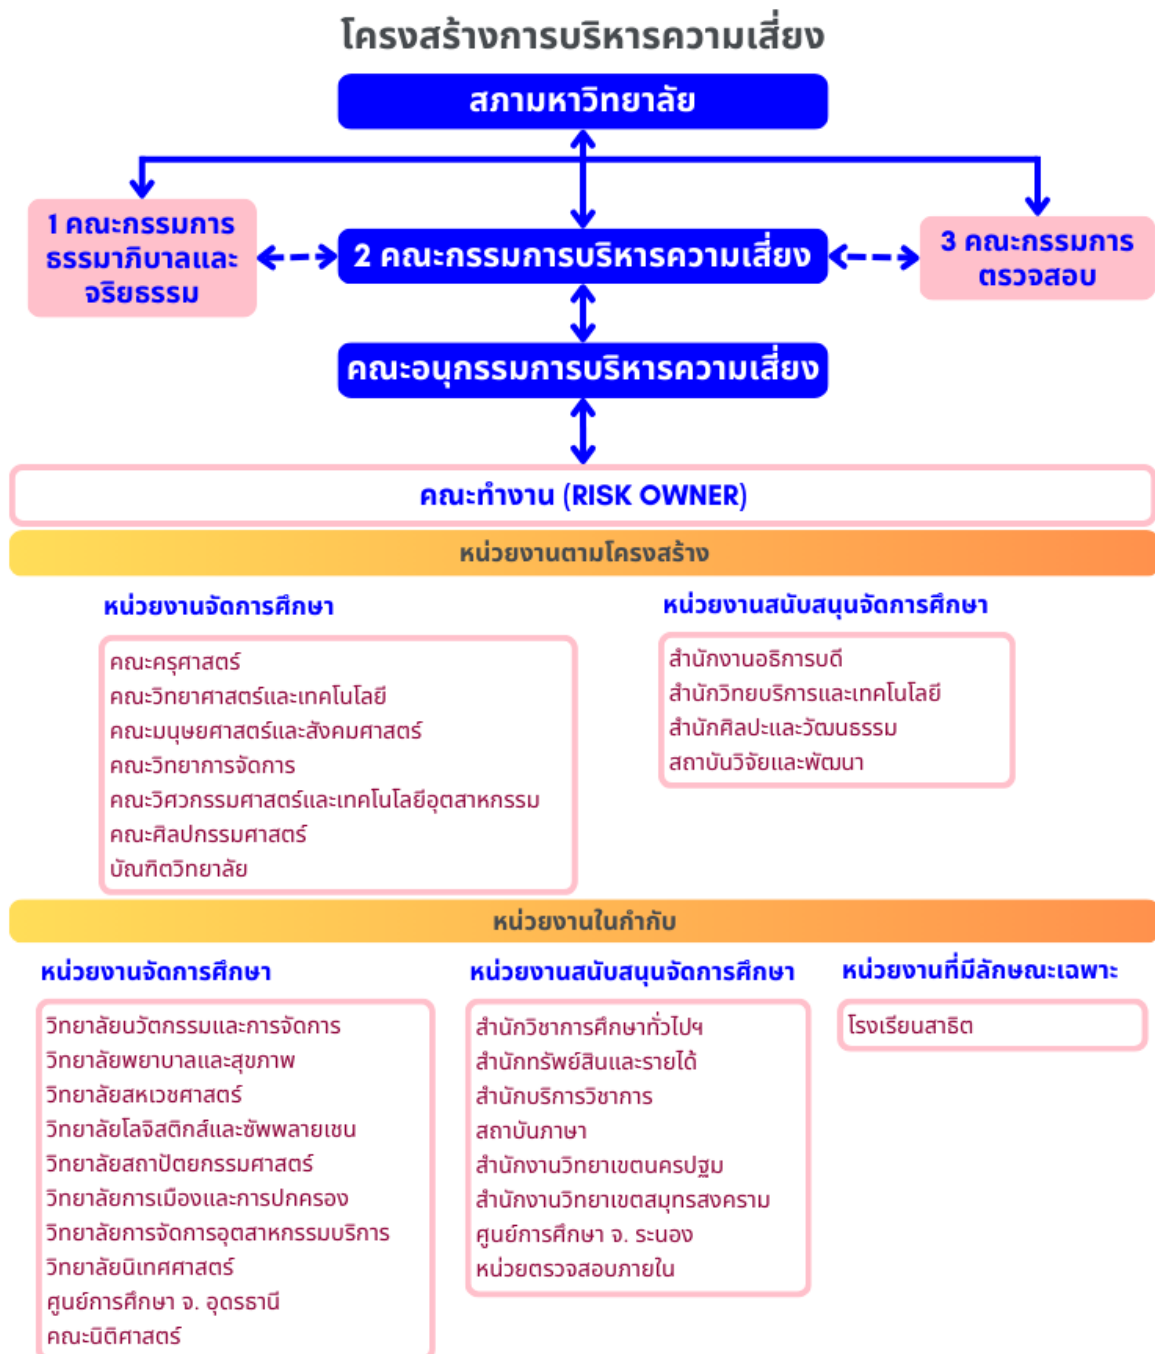 โครงสร้างการบริหารความเสี่ยง
สภามหาวิทยาลัย
1 คณะกรรมการ
ธรรมาภิบาลและ
จริยธรรม
2 คณะกรรมการบริหารความเสี่ยง
3 คณะกรรมการ
ตรวจสอบ
คณะอนุกรรมการบริหารความเสี่ยง
คณะทำงาน (RISK OWNER)
หน่วยงานตามโครงสร้าง
หน่วยงานจัดการศึกษา
คณะครุศาสตร์
คณะวิทยาศาสตร์และเทคโนโลยี
คณะมนุษยศาสตร์และสังคมศาสตร์
คณะวิทยาการจัดการ
คณะวิศวกรรมศาสตร์และเทคโนโลยีอุตสาหกรรม
คณะศิลปกรรมศาสตร์
บัณฑิตวิทยาลัย
หน่วยงานสนับสนุนจัดการศึกษา
สำนักงานอธิการบดี
สำนักวิทยบริการและเทคโนโลยี
สำนักศิลปะและวัฒนธรรม
สถาบันวิจัยและพัฒนา
หน่วยงานในกำกับ
หน่วยงานจัดการศึกษา
วิทยาลัยนวัตกรรมและการจัดการ
วิทยาลัยพยาบาลและสุขภาพ
วิทยาลัยสหเวชศาสตร์
วิทยาลัยโลจิสติกส์และซัพพลายเชน
วิทยาลัยสถาปัตยกรรมศาสตร์
วิทยาลัยการเมืองและการปกครอง
วิทยาลัยการจัดการอุตสาหกรรมบริการ
วิทยาลัยนิเทศศาสตร์
ศูนย์การศึกษา จ. อุดรธานี
คณะนิติศาสตร์
หน่วยงานสนับสนุนจัดการศึกษา
สำนักวิชาการศึกษาทั่วไปฯ
สำนักทรัพย์สินและรายได้
สำนักบริการวิชาการ
สถาบันภาษา
สำนักงานวิทยาเขตนครปฐม
สำนักงานวิทยาเขตสมุทรสงคราม
ศูนย์การศึกษา จ. ระนอง
หน่วยตรวจสอบภายใน
หน่วยงานที่มีลักษณะเฉพาะ
โรงเรียนสาธิต